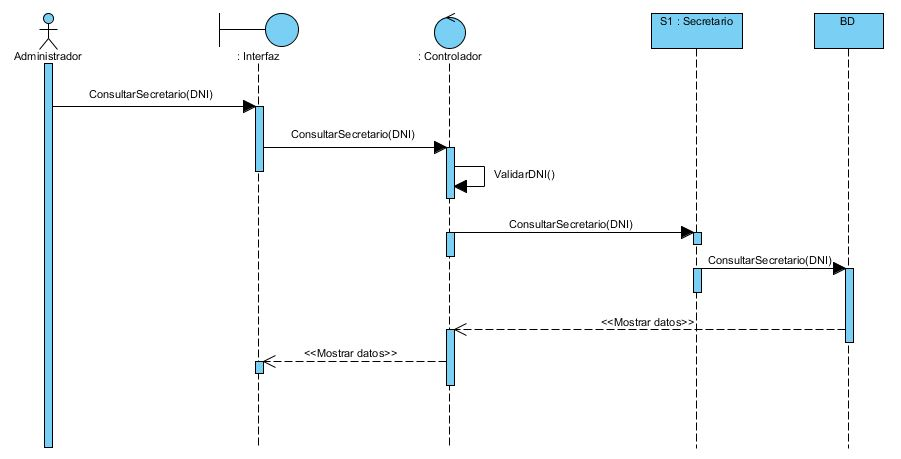 S1 : Secretario
BD
Administrador
: Interfaz
: Controlador
ConsultarSecretario(DNI)
ConsultarSecretario(DNI)
ValidarDNI()
ConsultarSecretario(DNI)
ConsultarSecretario(DNI)
<<Mostrar datos>>
<<Mostrar datos>>